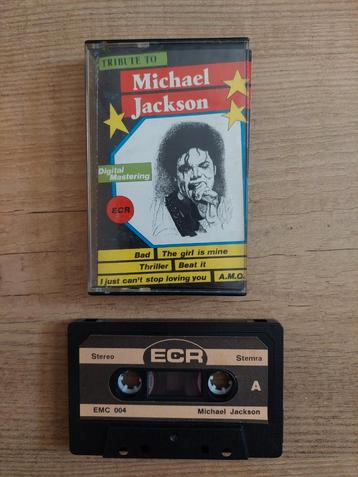 TRIBUTE TO
Michael
Jackson
Digital
Mastering
ECR
Bad The girl is mine
Thriller Beat it
I just can't stop loving you A.M.O.
Stereo ECR Stemra
A
EMC 004 Michael Jackson